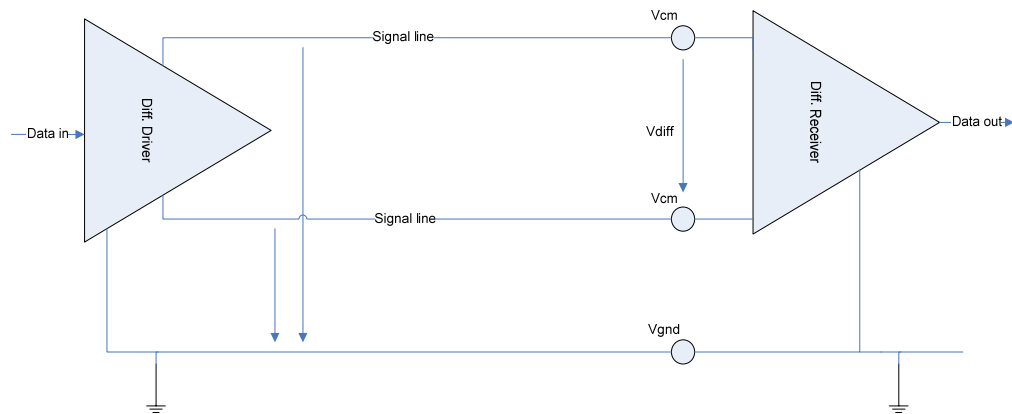 Vcm
Signal line
Diff. Driver
Diff. Receiver
Data in
Vdiff
Data out
Vcm
Signal line
Vgnd